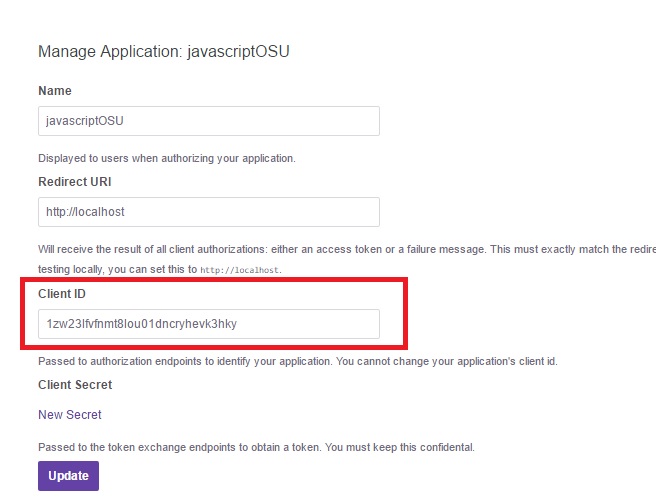 Manage Application: javascriptOSU
Name
javascriptOSU
Displayed to users when authorizing your application.
Redirect URI
http://localhost
Will receive the result of all client authorizations: either an access token or a failure message. This must exactly match the redire
testing locally, you can set this to http://localhost.
Client ID
1zw23lfvfnmt8lou01dncryhevk3hky
Passed to authorization endpoints to identify your application. You cannot change your application's client id.
Client Secret
New Secret
Passed to the token exchange endpoints to obtain a token. You must keep this confidental.
Update